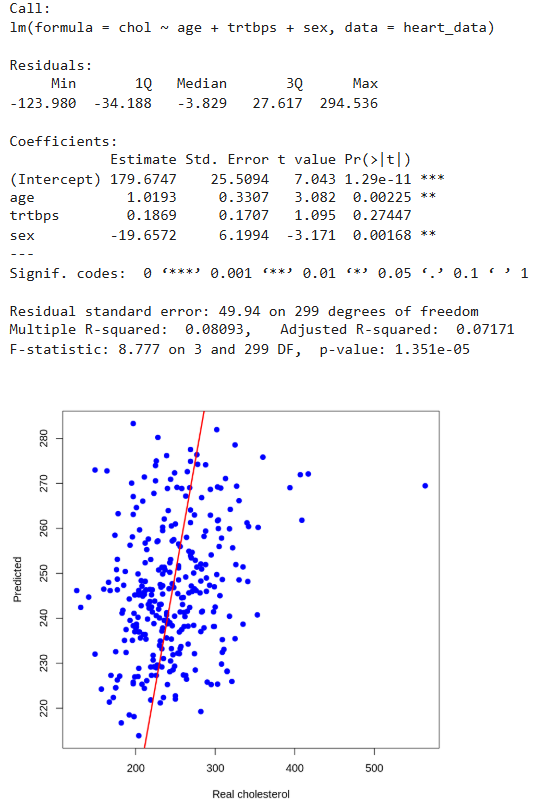 Call:
lm(formula = chol ~ age + trtbps + sex, data = heart_data)
Residuals:
Min 1Q Median 3Q Max
-123.980 -34.188 -3.829 27.617 294.536
Coefficients:
Estimate Std. Error t value Pr(>|t|)
(Intercept) 179.6747 25.5094 7.043 1.29e-11 ***
age 1.0193 0.3307 3.082 0.00225 **
trtbps 0.1869 0.1707 1.095 0.27447
sex -19.6572 6.1994 -3.171 0.00168 **
---
Signif. codes: 0 ‘***’ 0.001 ‘**’ 0.01 ‘*’ 0.05 ‘.’ 0.1 ‘ ’ 1
Residual standard error: 49.94 on 299 degrees of freedom
Multiple R-squared: 0.08093, Adjusted R-squared: 0.07171
F-statistic: 8.777 on 3 and 299 DF, p-value: 1.351e-05
280
270
260
250
240
230
220
Predicted
200 300 400 500
Real cholesterol